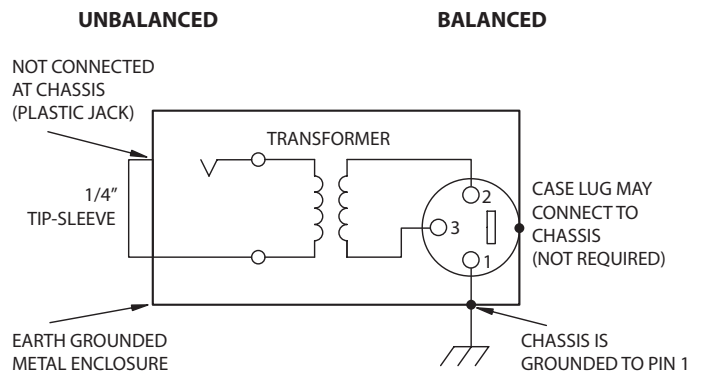 UNBALANCED
BALANCED
NOT CONNECTED
AT CHASSIS
(PLASTIC JACK)
TRANSFORMER
1/4”
TIP-SLEEVE
2
3
1
CASE LUG MAY
CONNECT TO
CHASSIS
(NOT REQUIRED)
EARTH GROUNDED
METAL ENCLOSURE
CHASSIS IS
GROUNDED TO PIN 1